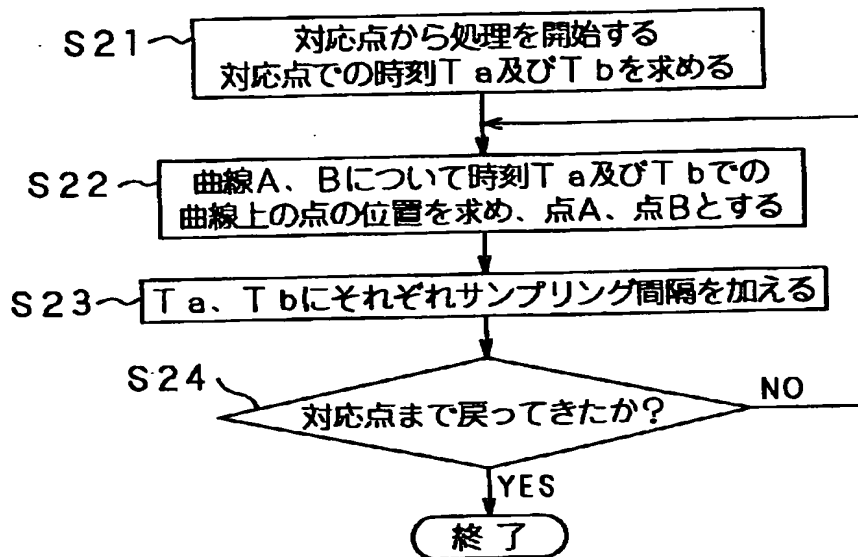 S21
対応点から処理を開始する
対応点での時刻Ta及びTbを求める
S22
曲線A、Bについて時刻Ta及びTbでの
曲線上の点の位置を求め、点A、点Bとする
S23
Ta、Tbにそれぞれサンプリング間隔を加える
S24
対応点まで戻ってきたか?
NO
YES
終了